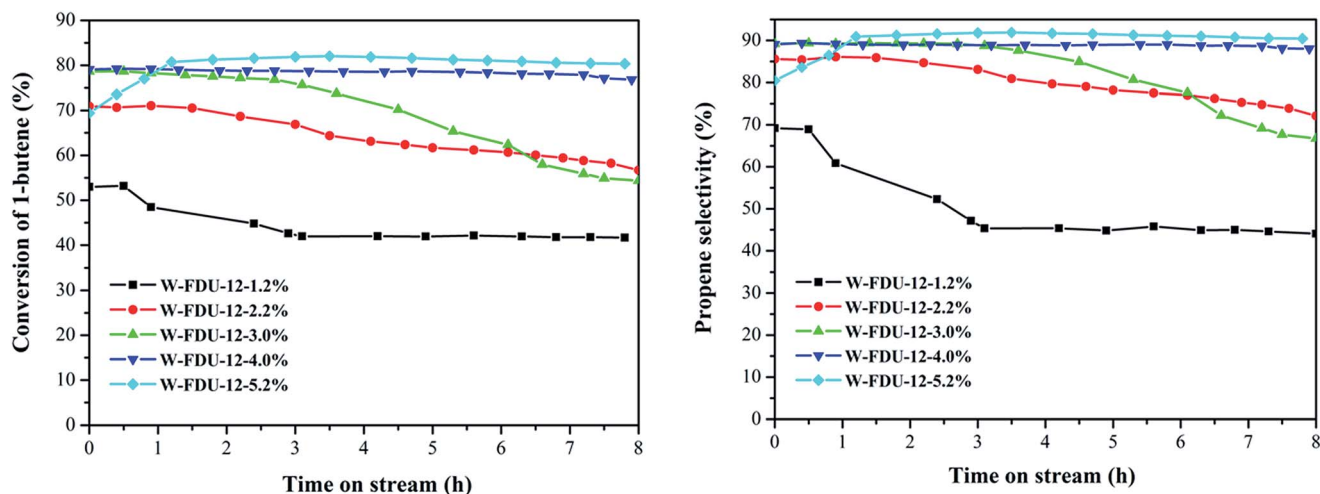 Conversion of 1-butene (%)
90
80
70
60
50
40
30
20
10
0
W-FDU-12-1.2%
W-FDU-12-2.2%
W-FDU-12-3.0%
W-FDU-12-4.0%
W-FDU-12-5.2%
0 1 2 3 4 5 6 7 8
Time on stream (h)
Propene selectivity (%)
90
80
70
60
50
40
30
20
10
0
W-FDU-12-1.2%
W-FDU-12-2.2%
W-FDU-12-3.0%
W-FDU-12-4.0%
W-FDU-12-5.2%
0 1 2 3 4 5 6 7 8
Time on stream (h)